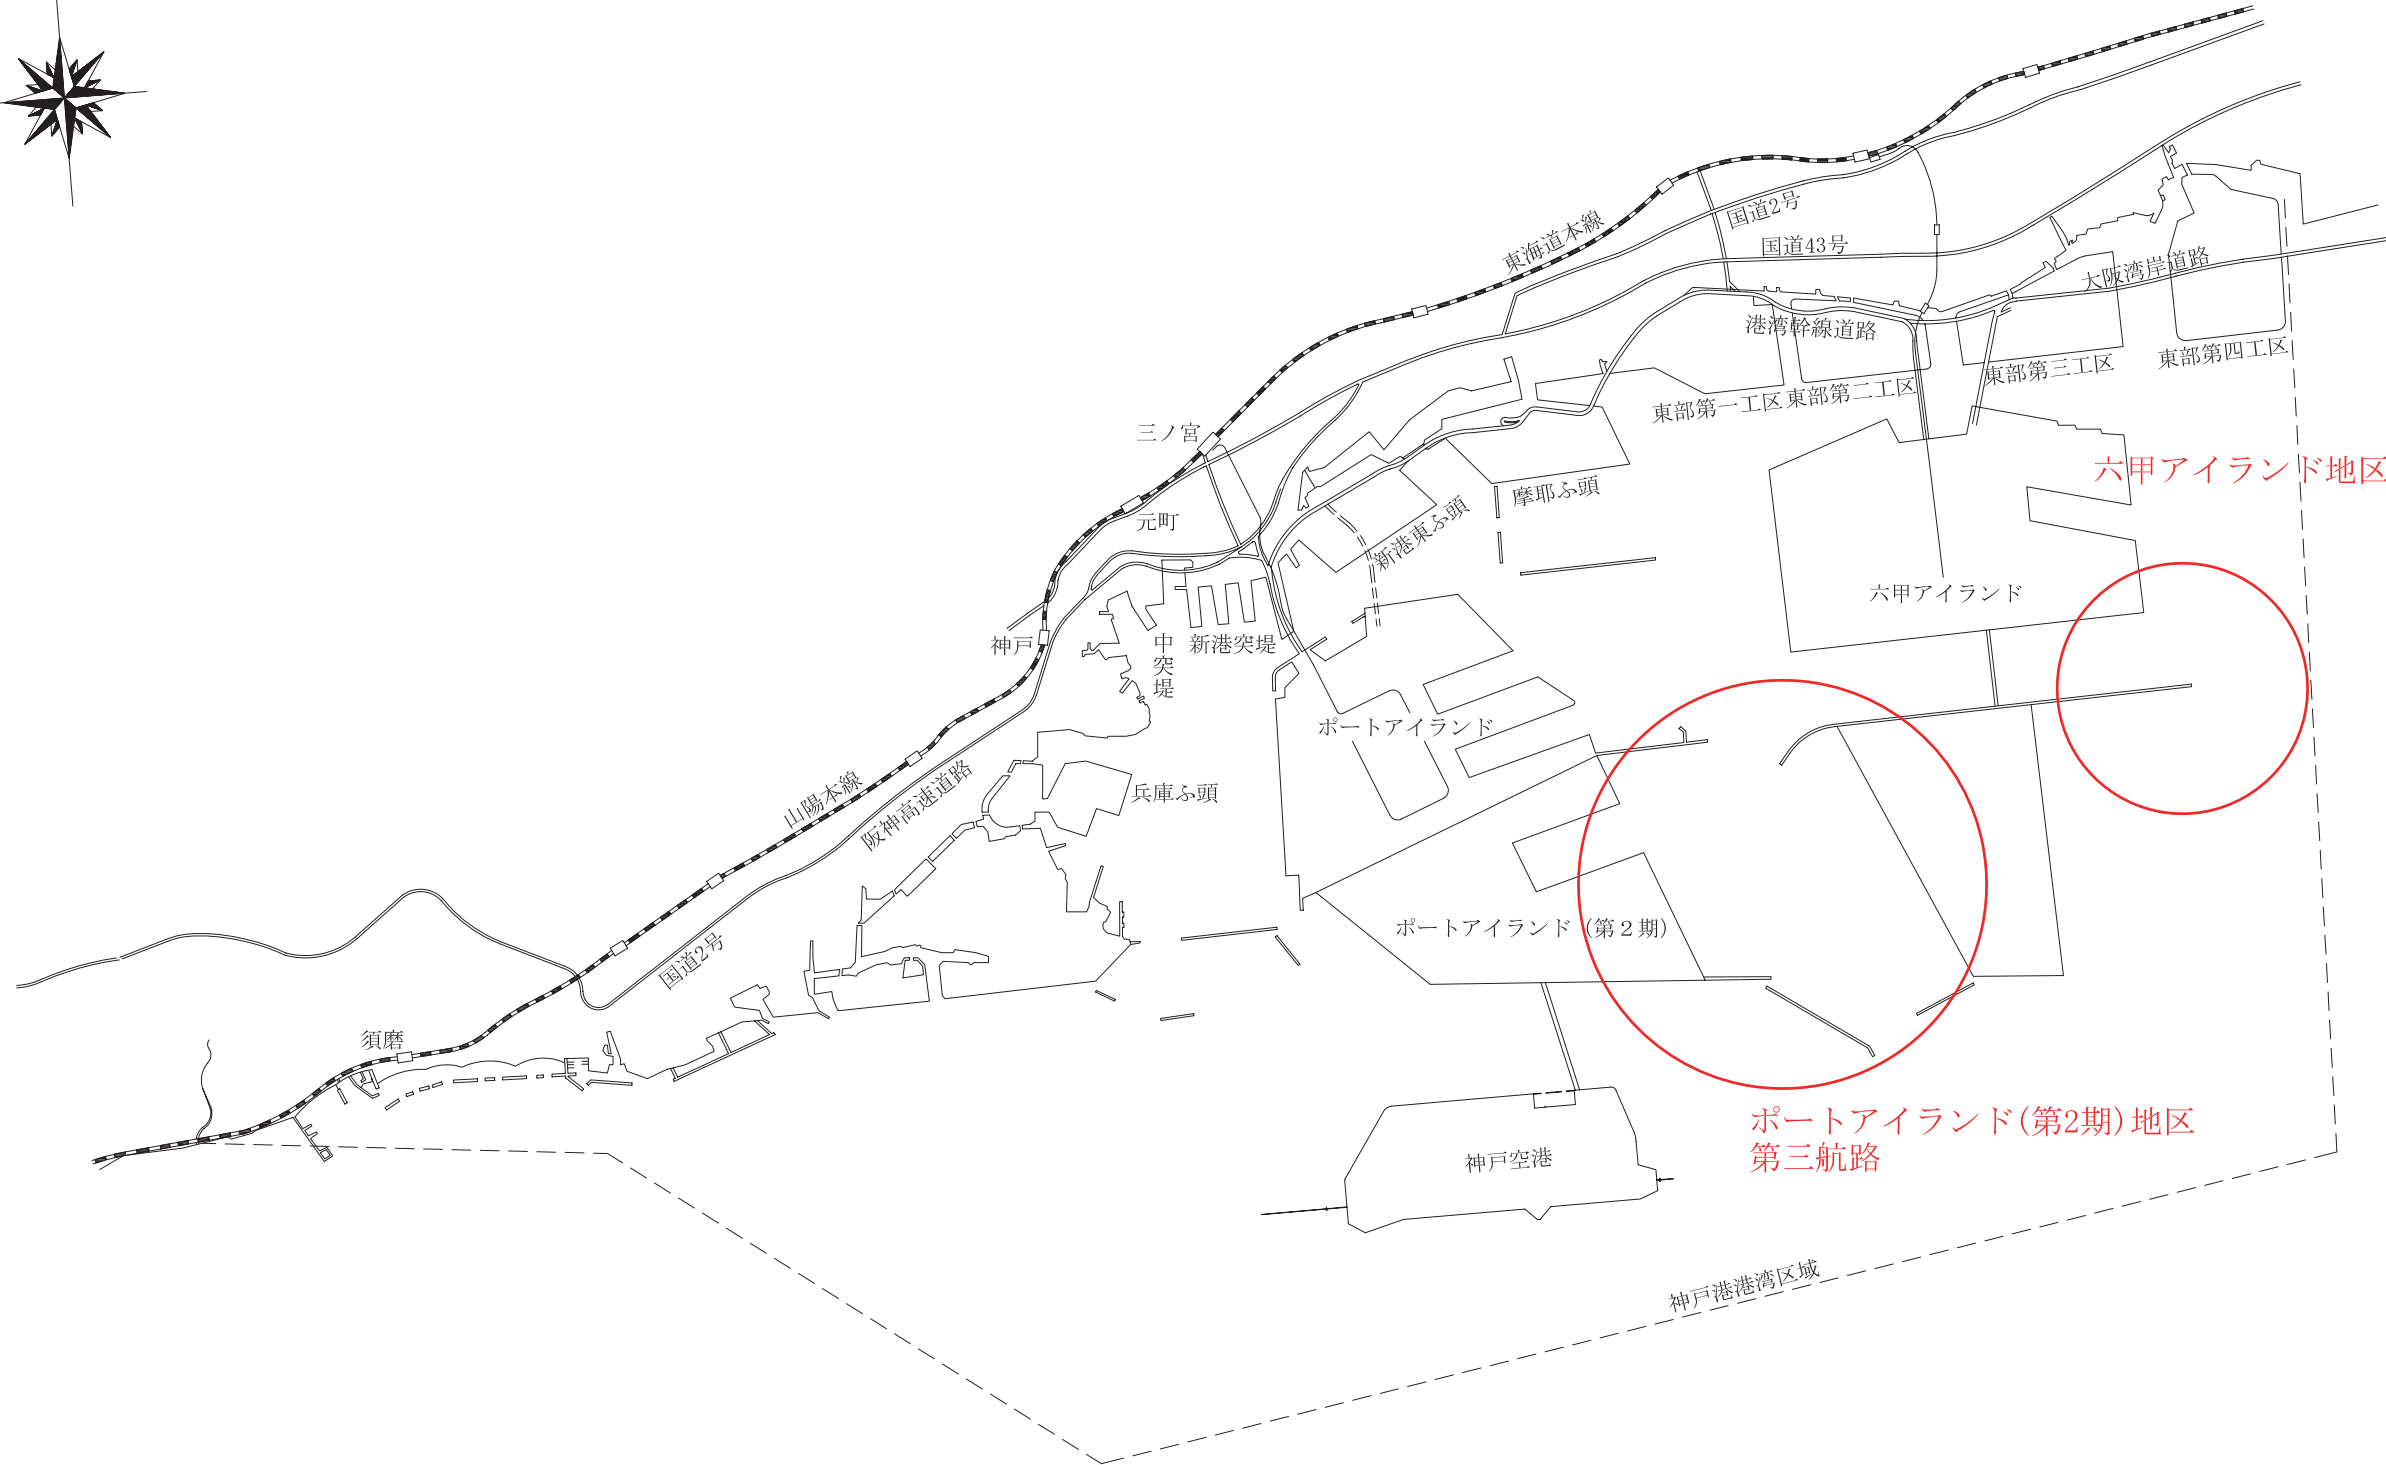 国道2号
東海道本線
国道43号
大阪湾岸道路
港湾幹線道路
東部第四工区
東部第三工区
東部第二工区
東部第一工区
三ノ宮
六甲アイランド地区
摩耶ふ頭
元町
新港東ふ頭
六甲アイランド
神戸
中突堤
新港突堤
ポートアイランド
山陽本線
阪神高速道路
兵庫ふ頭
ポートアイランド(第2期)
国道2号
須磨
ポートアイランド(第2期)地区
第三航路
神戸空港
神戸港港湾区域